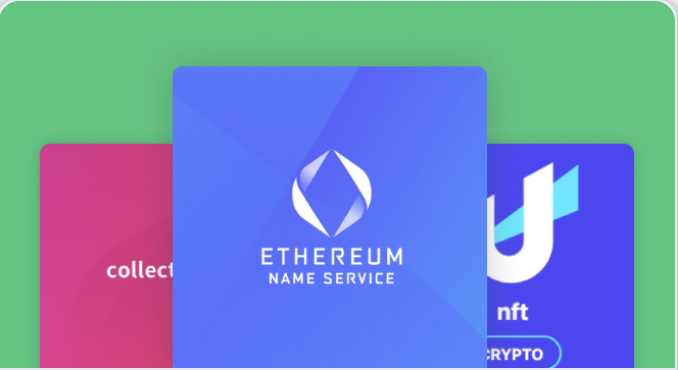 collect
ETHEREUM
NAME SERVICE
nft
CRYPTO